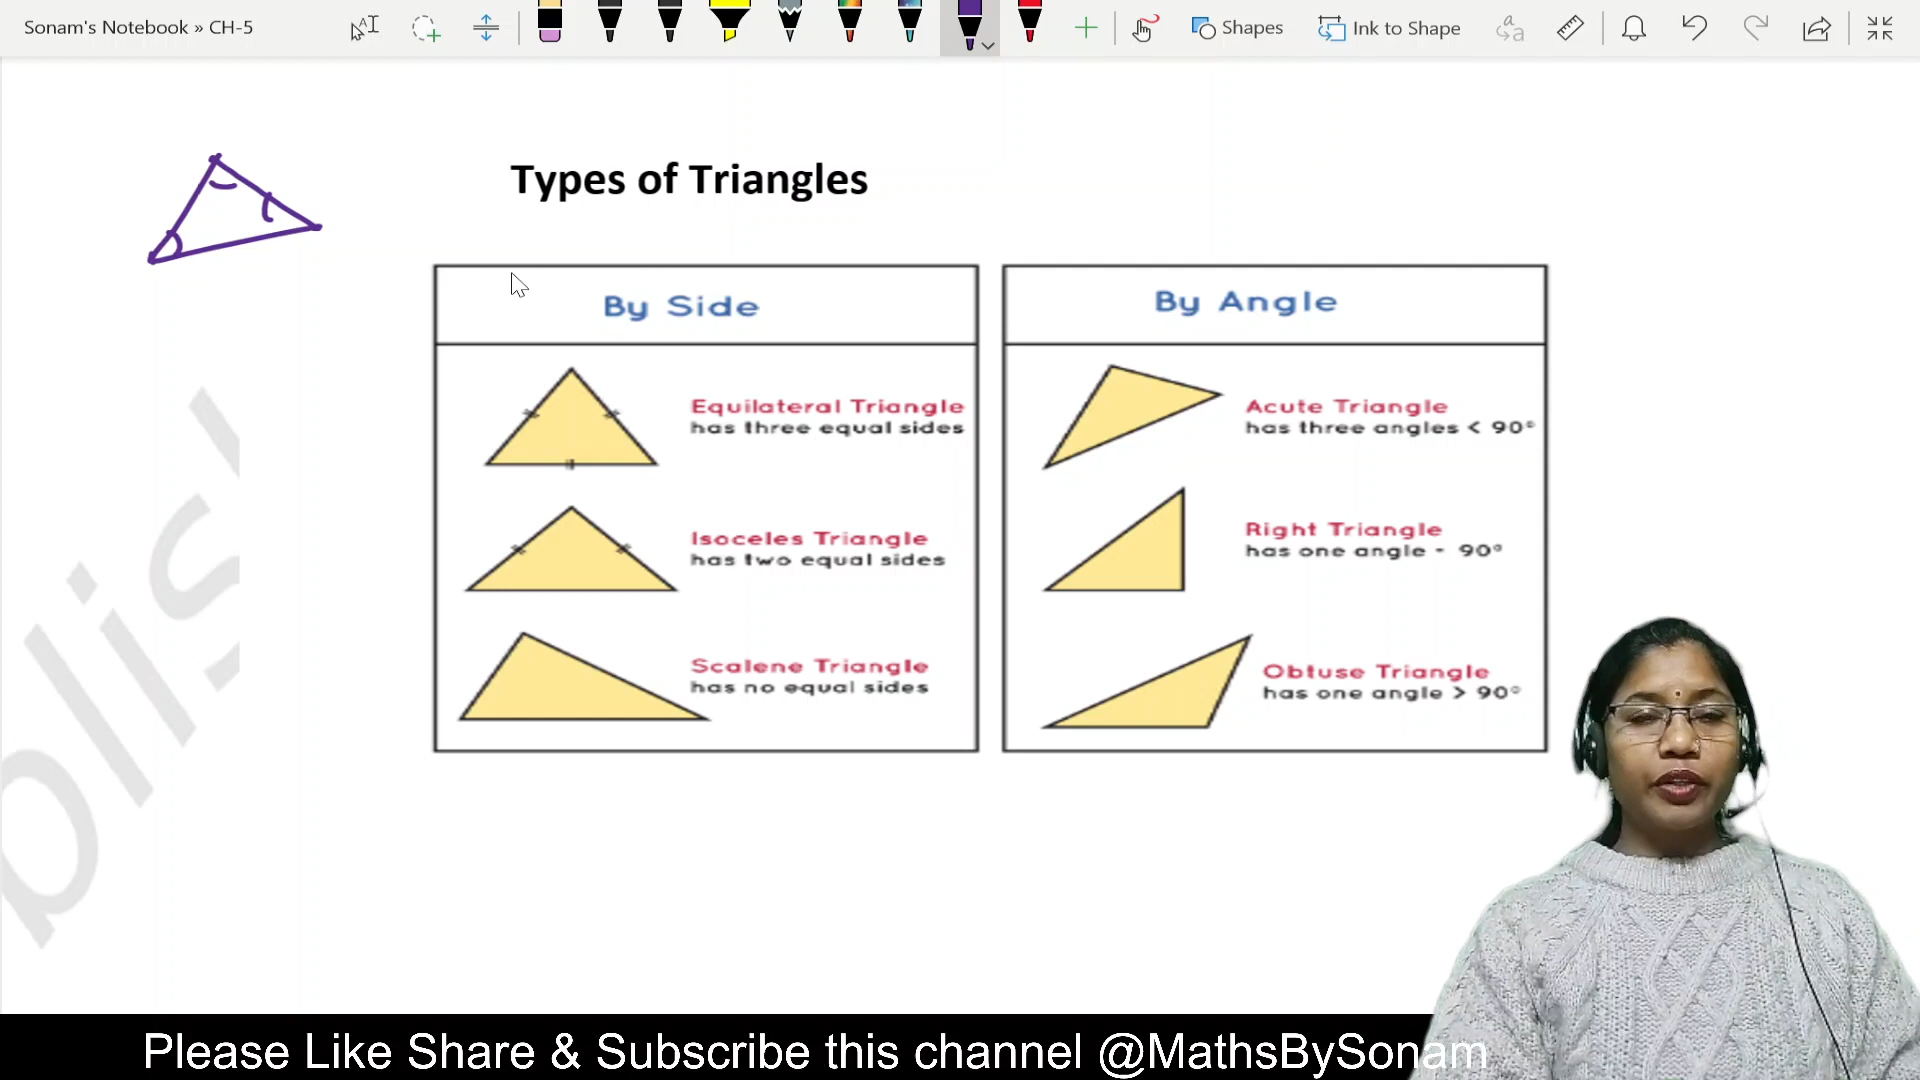 Sonam's Notebook » CH-5
Shapes
Ink to Shape
Types of Triangles
By Side
Equilateral Triangle
has three equal sides
Isoceles Triangle
has two equal sides
Scalene Triangle
has no equal sides
By Angle
Acute Triangle
has three angles < 90°
Right Triangle
has one angle - 90°
Obtuse Triangle
has one angle > 90°
Please Like Share & Subscribe this channel @MathsBySonam